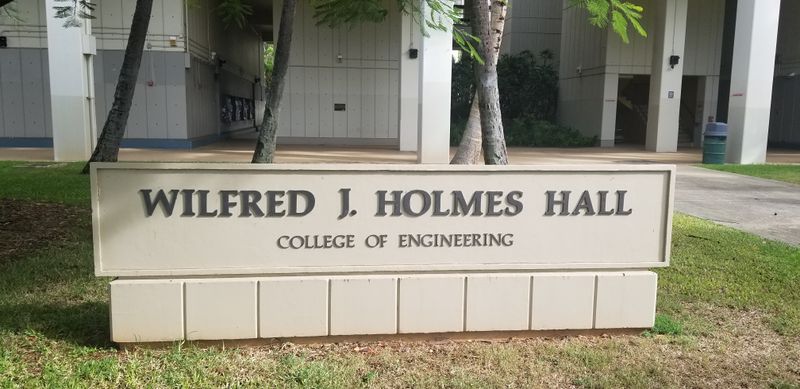 WILFRED J. HOLMES HALL
COLLEGE OF ENGINEERING